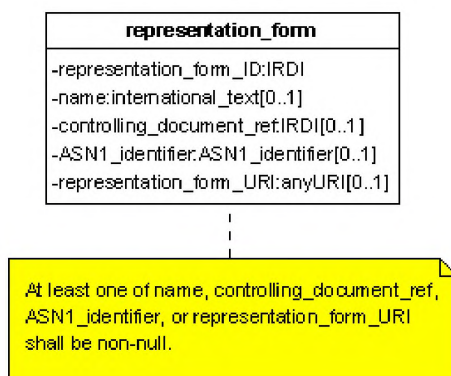 representation_form
-representation_form_ID:IRDI
-name:international_text[0..1]
-controlling_document_ref:IRDI[0..1]
-ASN1_identifier:ASN1_identifier[0..1]
-representation_form_URI:anyURI[0..1]
At least one of name, controlling_document_ref,
ASN1_identifier, or representation_form_URI
shall be non-null.